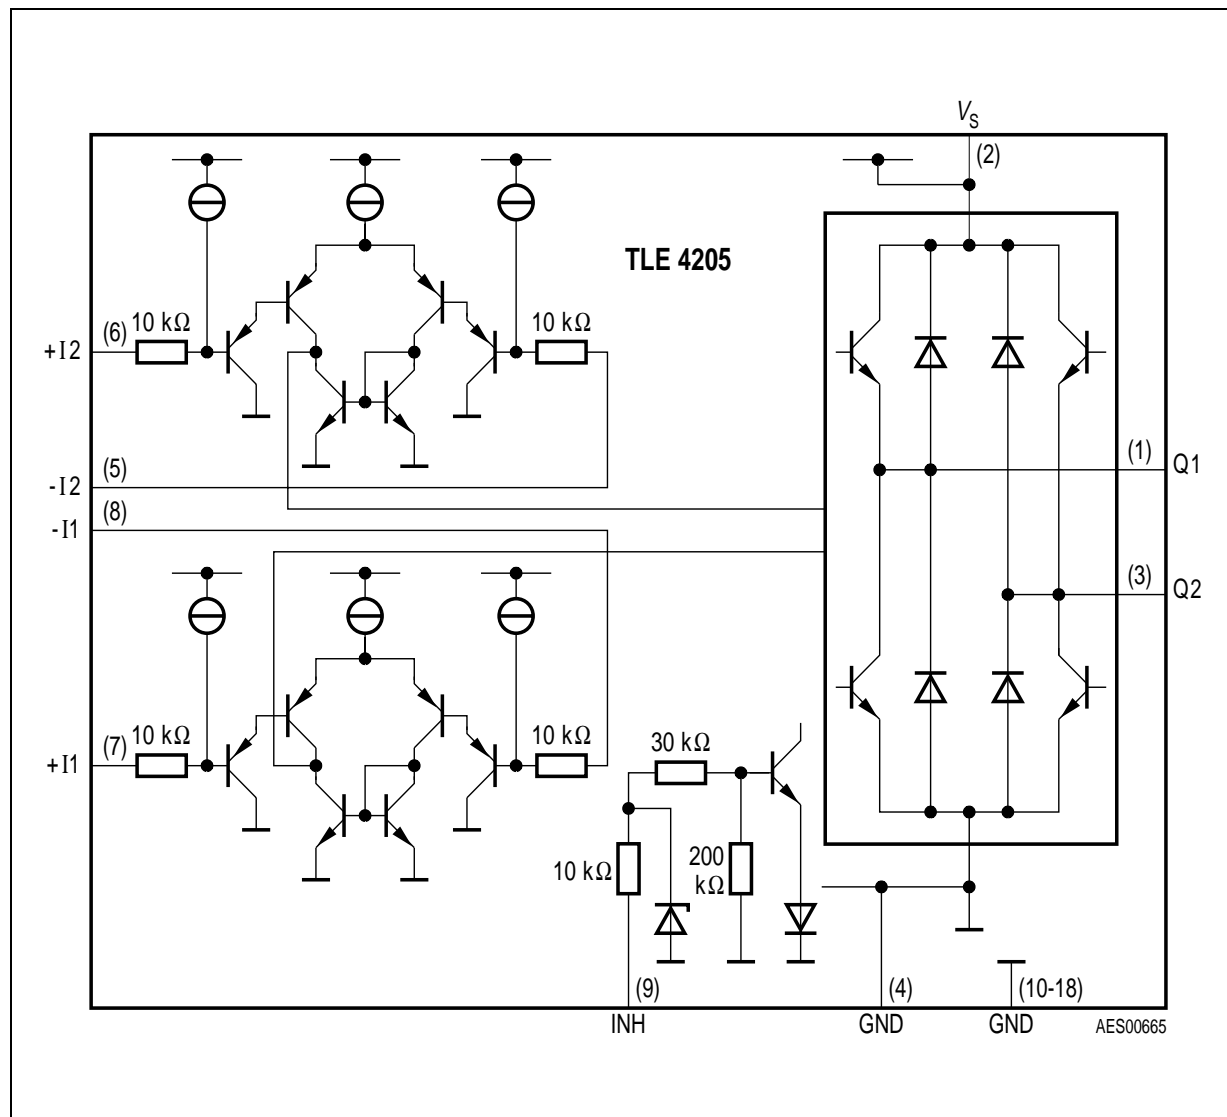 VS
(2)
TLE 4205
(6)
10 kΩ
10 kΩ
+I2
(1)
Q1
(5)
-I2
(8)
-I1
(3)
Q2
(7)
10 kΩ
10 kΩ
+I1
30 kΩ
10 kΩ
200
kΩ
(9)
(4)
(10-18)
INH
GND
GND
AES00665